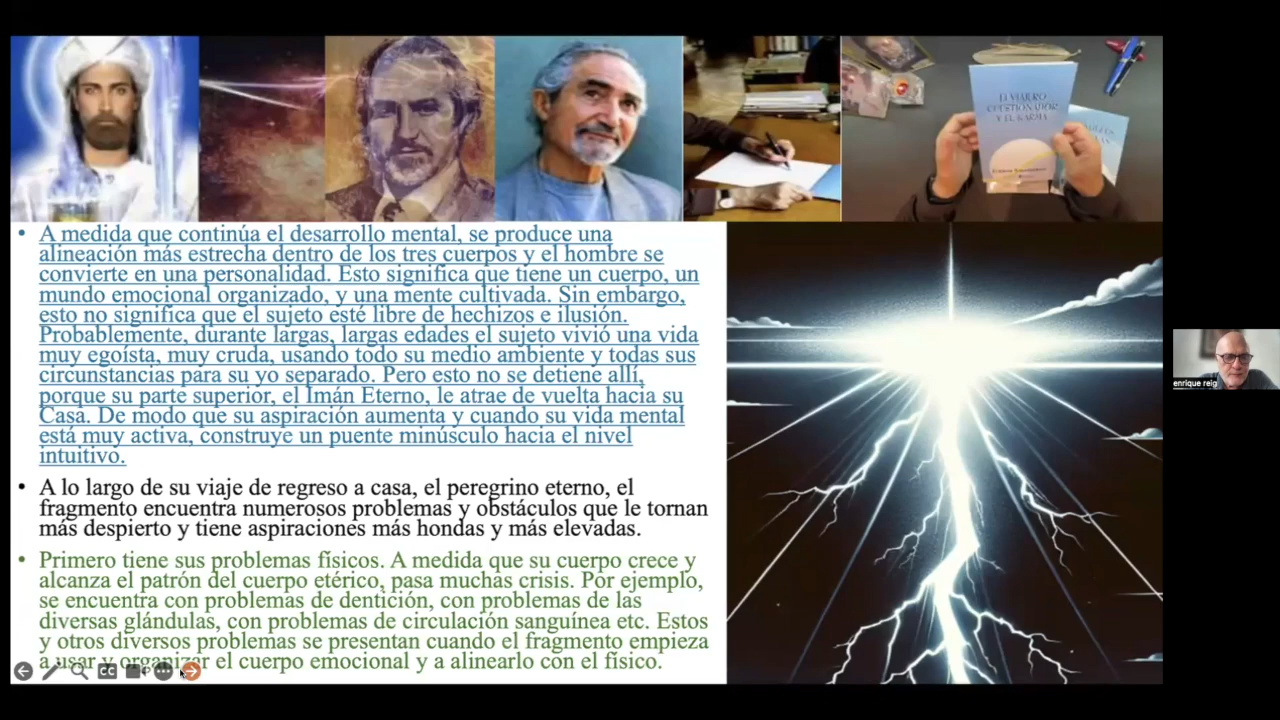 EL VIAJERO
CUESTIONADOR
Y EL KARMA
• A medida que continúa el desarrollo mental, se produce una
alineación más estrecha dentro de los tres cuerpos y el hombre se
convierte en una personalidad. Esto significa que tiene un cuerpo, un
mundo emocional organizado, y una mente cultivada. Sin embargo,
esto no significa que el sujeto esté libre de hechizos e ilusión.
Probablemente, durante largas, largas edades el sujeto vivió una vida
muy egoísta, muy cruda, usando todo su medio ambiente y todas sus
circunstancias para su yo separado. Pero esto no se detiene allí,
porque su parte superior, el Imán Eterno, le atrae de vuelta hacia su
Casa. De modo que su aspiración aumenta y cuando su vida mental
está muy activa, construye un puente minúsculo hacia el nivel
intuitivo.
• A lo largo de su viaje de regreso a casa, el peregrino eterno, el
fragmento encuentra numerosos problemas y obstáculos que le tornan
más despierto y tiene aspiraciones más hondas y más elevadas.
• Primero tiene sus problemas físicos. A medida que su cuerpo crece y
alcanza el patrón del cuerpo etérico, pasa muchas crisis. Por ejemplo,
se encuentra con problemas de dentición, con problemas de las
diversas glándulas, con problemas de circulación sanguínea etc. Estos
y otros diversos problemas se presentan cuando el fragmento empieza
a usar y organizar el cuerpo emocional y a alinearlo con el físico.
CC
enrique reig